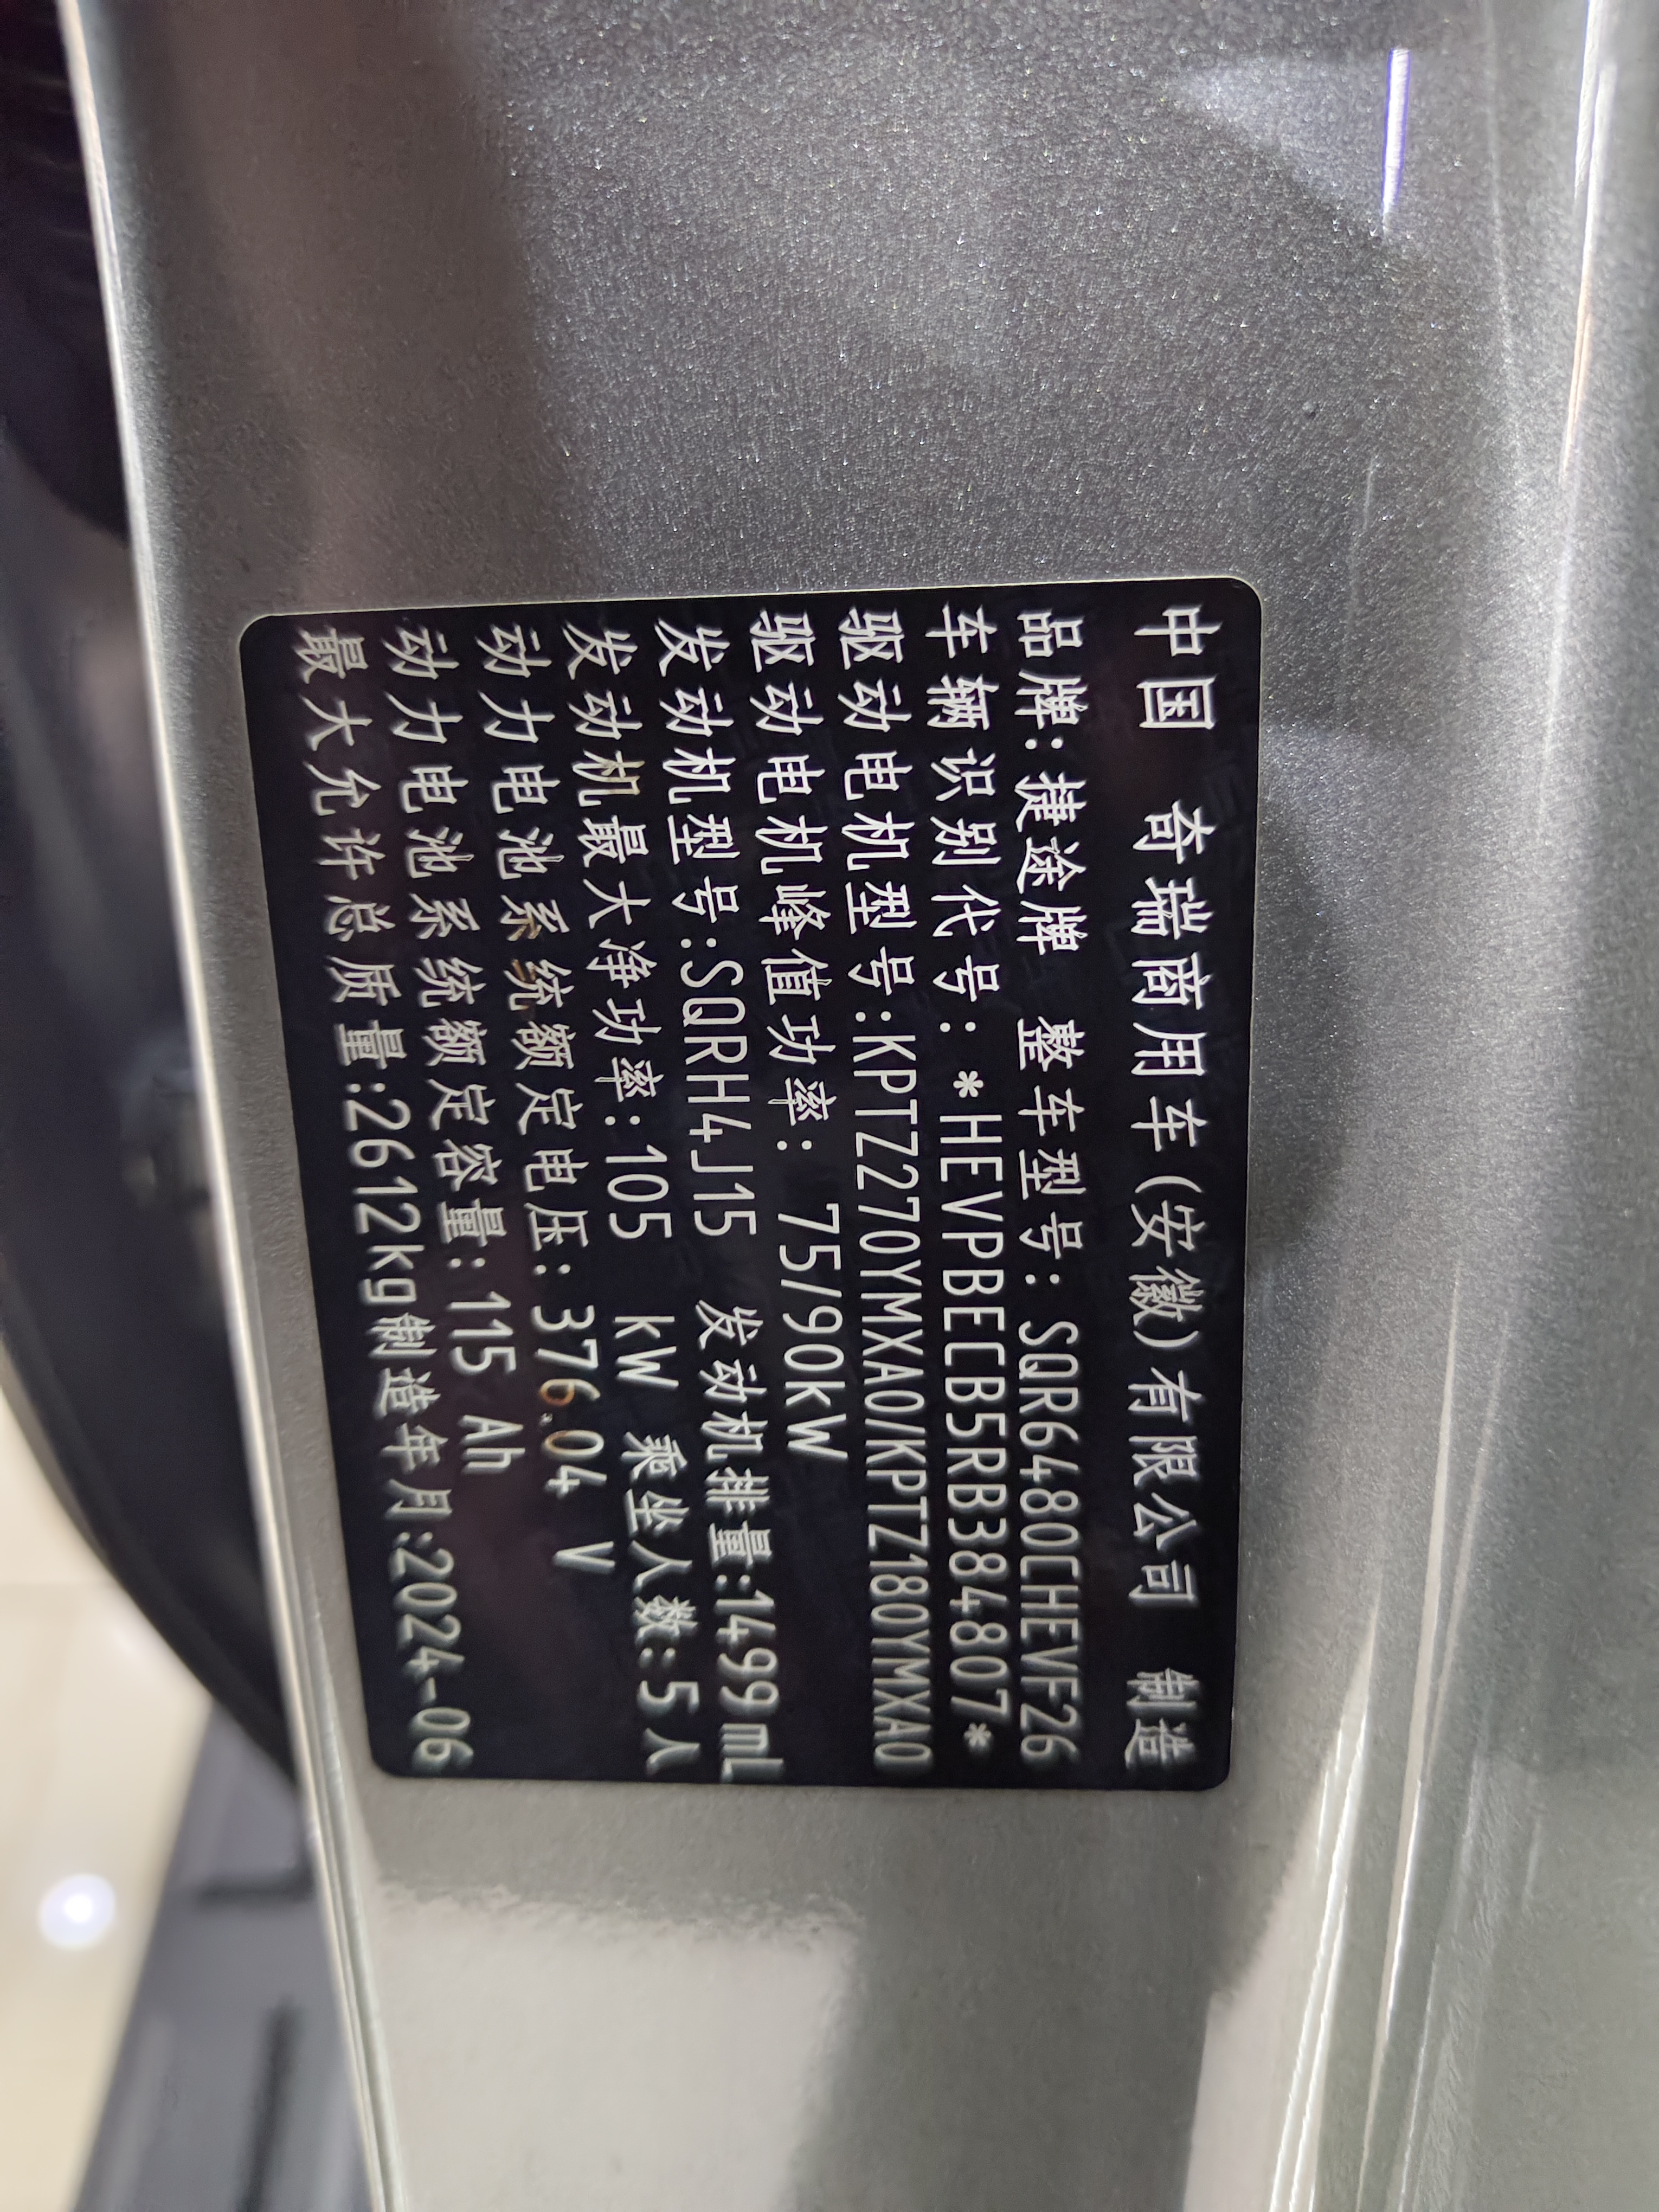 中国 奇瑞商用车(安徽)有限公司 制造
品牌:捷途牌 整车型号:SQR6480CHEVF26
车辆识别代号:*HEVPBECB5RB384807*
驱动电机型号:KPTZ270YMXA0/KPTZ180YMXA0
驱动电机峰值功率: 75/90kW
发动机型号:SQRH4J15 发动机排量:1499mL
发动机最大净功率:105 kW 乘坐人数:5人
动力电池系统额定电压:376.04 V
动力电池系统额定容量:115 Ah
最大允许总质量:2612kg制造年月:2024-06